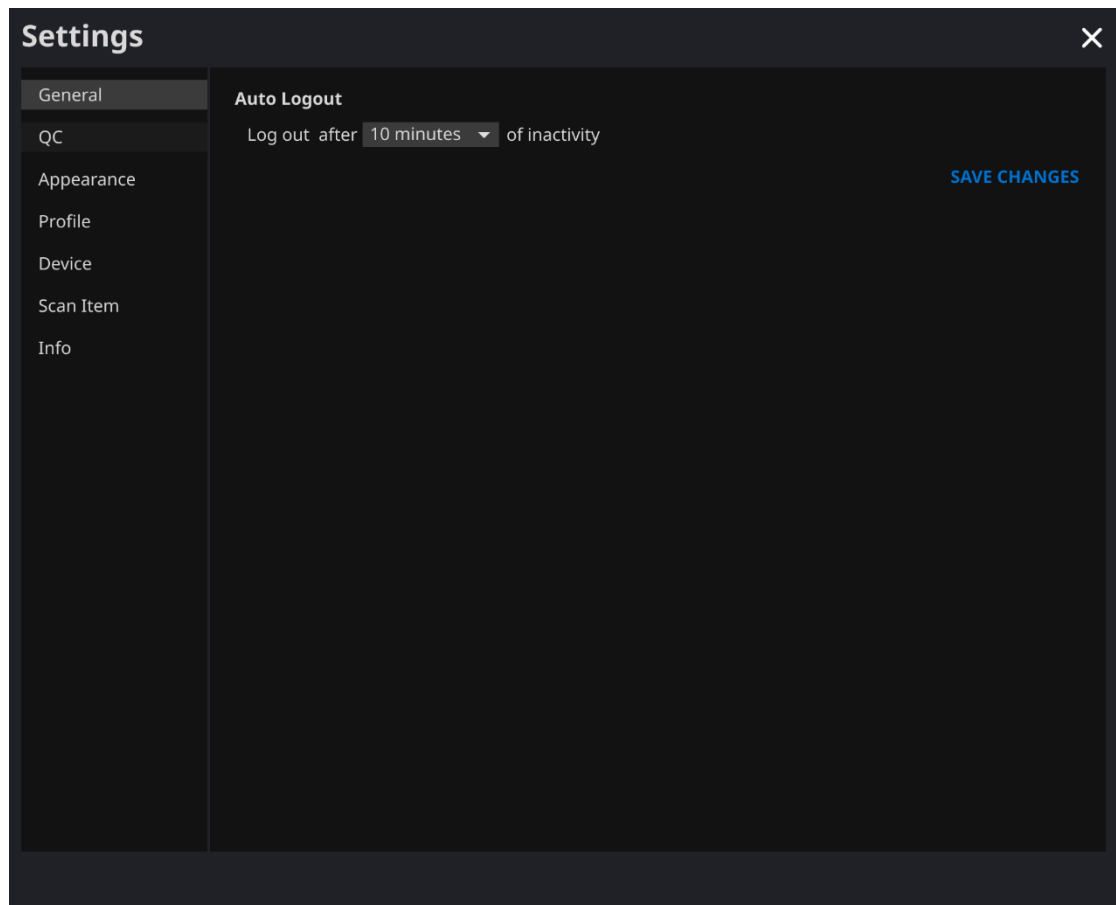 Settings
General
QC
Appearance
Profile
Device
Scan Item
Info
Auto Logout
Log out after 10 minutes of inactivity
SAVE CHANGES